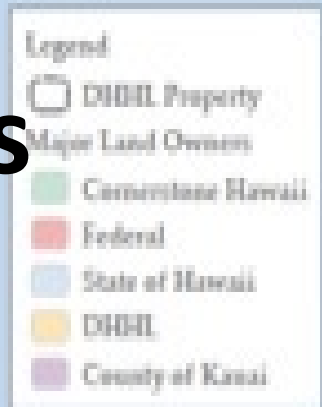 Legend
DHHL Property
s
Major Land Owners
Cornerstone Hawaii
Federal
State of Hawaii
DHHL
County of Kauai